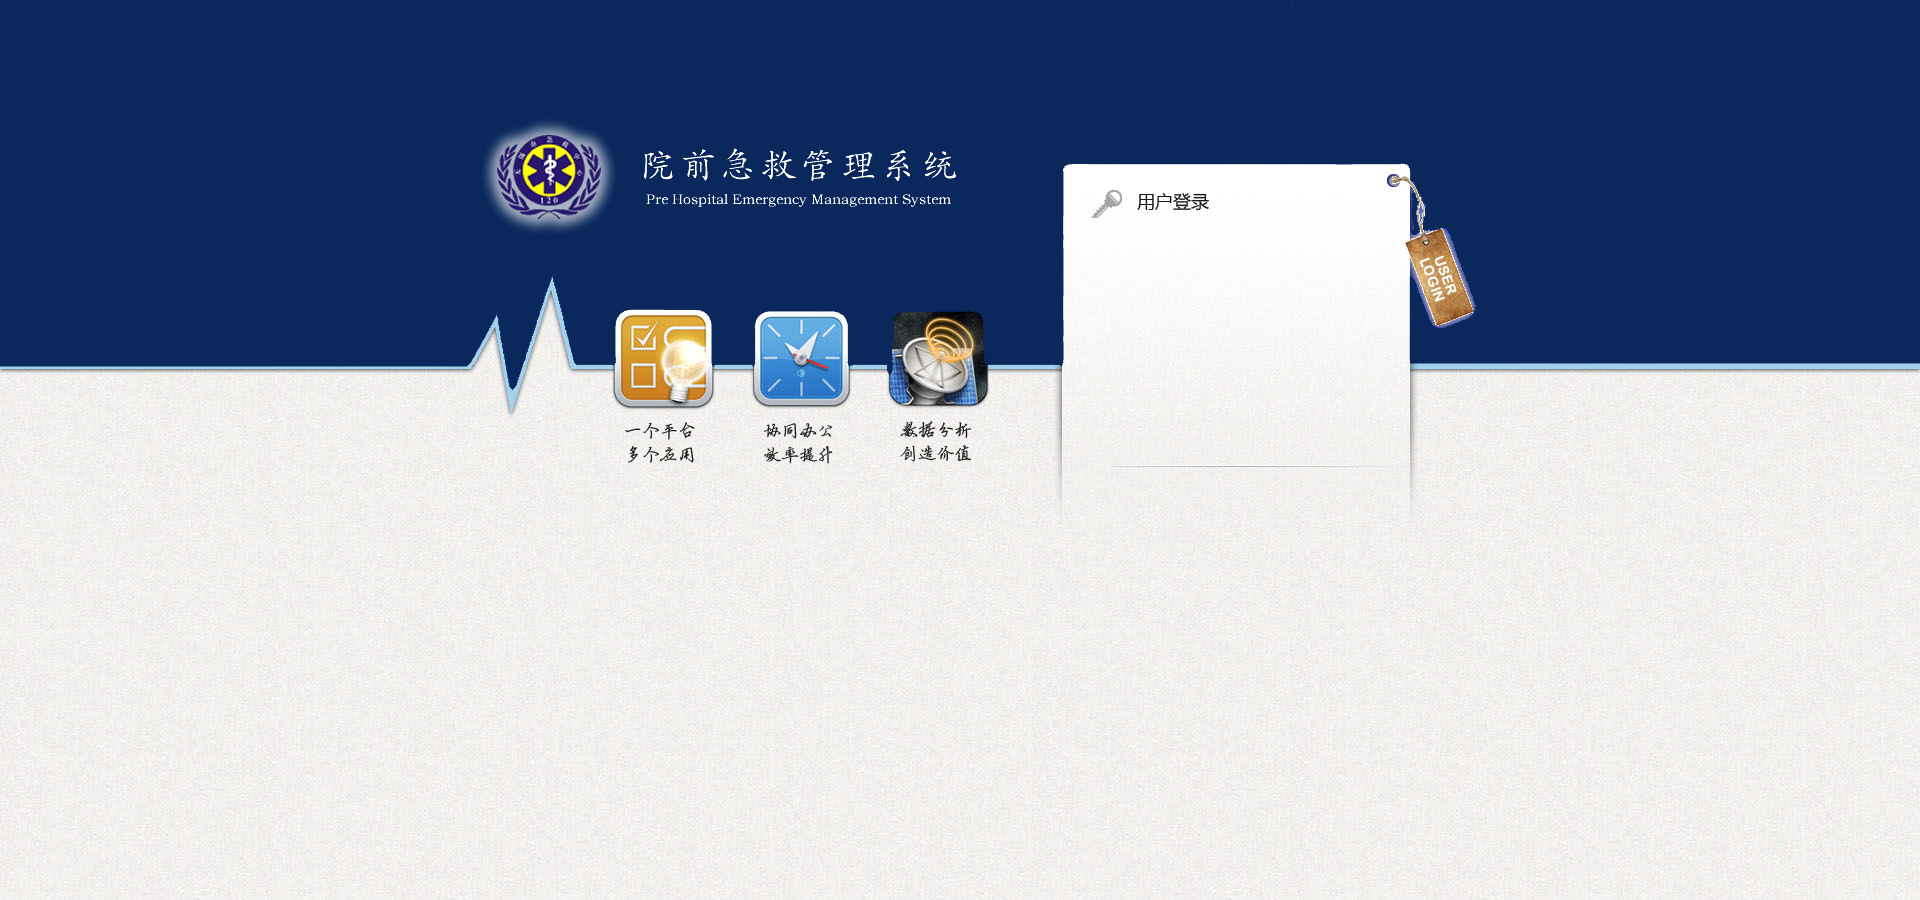 院前急救管理系统
Pre Hospital Emergency Management System
120
用户登录
USER
LOGIN
一个平台
多个应用
协同办公
效率提升
数据分析
创造价值